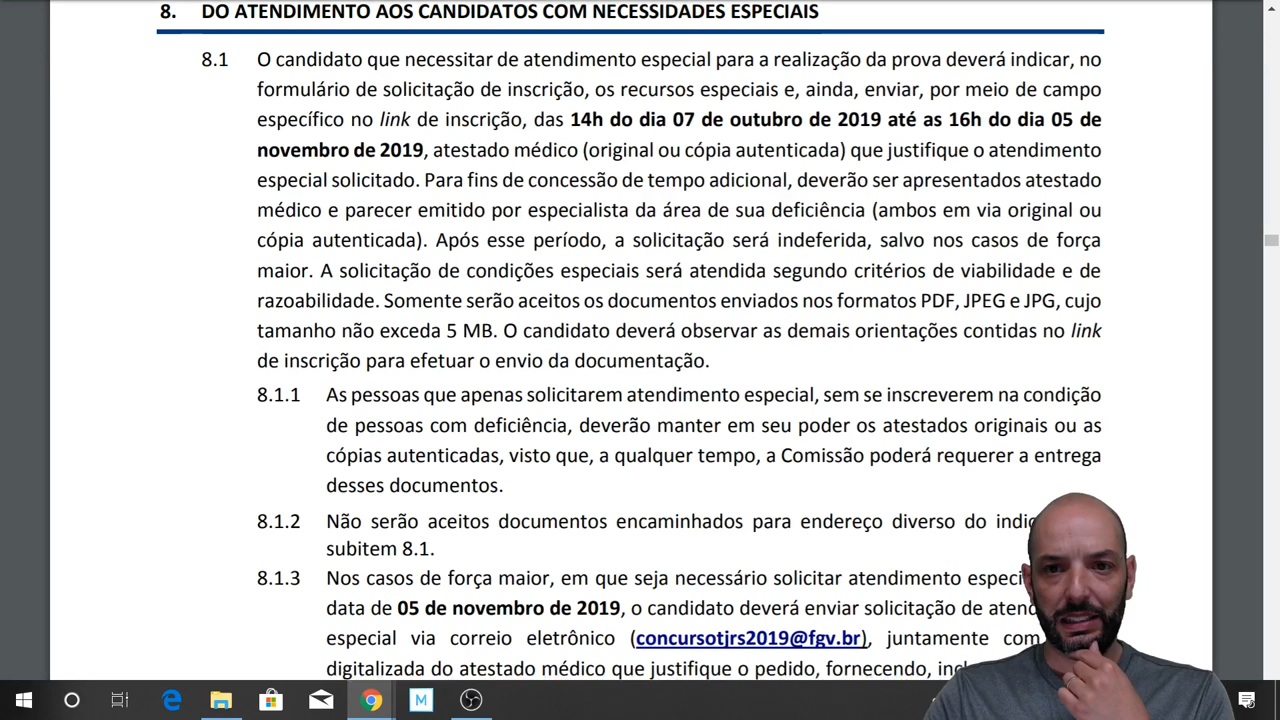 8. DO ATENDIMENTO AOS CANDIDATOS COM NECESSIDADES ESPECIAIS
8.1 O candidato que necessitar de atendimento especial para a realização da prova deverá indicar, no
formulário de solicitação de inscrição, os recursos especiais e, ainda, enviar, por meio de campo
específico no link de inscrição, das 14h do dia 07 de outubro de 2019 até as 16h do dia 05 de
novembro de 2019, atestado médico (original ou cópia autenticada) que justifique o atendimento
especial solicitado. Para fins de concessão de tempo adicional, deverão ser apresentados atestado
médico e parecer emitido por especialista da área de sua deficiência (ambos em via original ou
cópia autenticada). Após esse período, a solicitação será indeferida, salvo nos casos de força
maior. A solicitação de condições especiais será atendida segundo critérios de viabilidade e de
razoabilidade. Somente serão aceitos os documentos enviados nos formatos PDF, JPEG e JPG, cujo
tamanho não exceda 5 MB. O candidato deverá observar as demais orientações contidas no link
de inscrição para efetuar o envio da documentação.
8.1.1 As pessoas que apenas solicitarem atendimento especial, sem se inscreverem na condição
de pessoas com deficiência, deverão manter em seu poder os atestados originais ou as
cópias autenticadas, visto que, a qualquer tempo, a Comissão poderá requerer a entrega
desses documentos.
8.1.2 Não serão aceitos documentos encaminhados para endereço diverso do
subitem 8.1.
8.1.3 Nos casos de força maior, em que seja necessário solicitar atendimento
data de 05 de novembro de 2019, o candidato deverá enviar solicitação de
especial via correio eletrônico (concursotjrs2019@fgv.br), juntamente com
digitalizada do atestado médico que justifique o pedido, fornecendo,
M